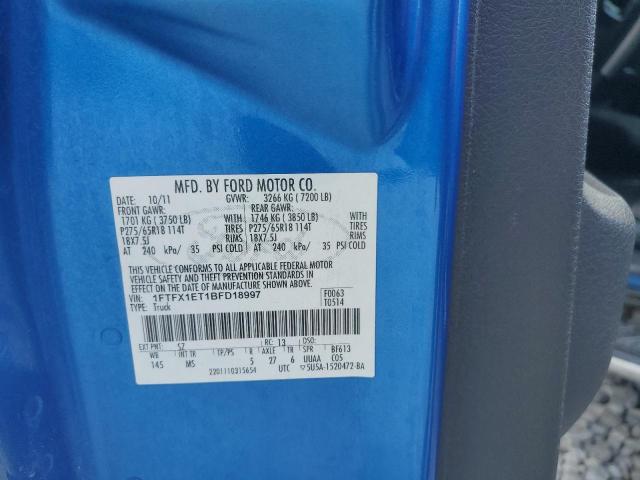 MFD. BY FORD MOTOR CO.
DATE: 10/11 GVWR: 3266 KG ( 7200 LB)
FRONT GAWR: REAR GAWR:
1701 KG ( 3750 LB) WITH 1746 KG ( 3850 LB) WITH
P275/65R18 114T TIRES P275/65R18 114T TIRES
18X7.5J RIMS 18X7.5J RIMS
AT 240 kPa/ 35 PSI COLD AT 240 kPa/ 35 PSI COLD
THIS VEHICLE CONFORMS TO ALL APPLICABLE FEDERAL MOTOR
VEHICLE SAFETY AND THEFT PREVENTION STANDARDS IN
EFFECT ON THE DATE OF MANUFACTURE SHOWN ABOVE.
VIN: 1FTFX1ET1BFD18997 F0063
TYPE: Truck T0514
EXT PNT: SZ RC: 13 DSO:
WB INT TR TP/PS R AXLE TR SPR BF613
145 MS 5 27 6 UUAA C05
2201110315654 UTC 5U5A-1520472-BA